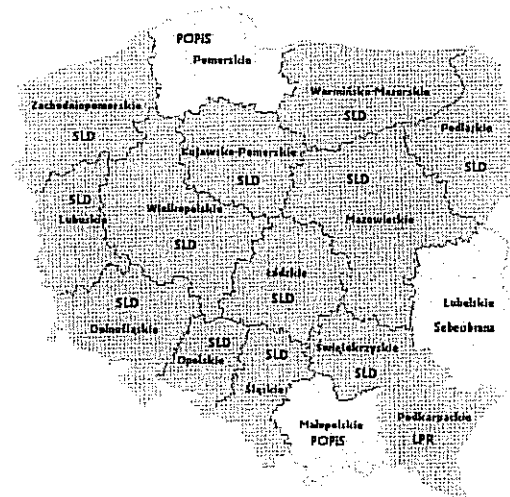 POPiS
Pomorskie
Warmińsko-Mazurskie
SLD
Zachodniopomorskie
SLD
Podlaskie
SLD
Kujawsko-Pomorskie
SLD
SLD
Mazowieckie
SLD
Lubuskie
Wielkopolskie
SLD
Łódzkie
SLD
Lubelskie
Sebeobrana
SLD
Dolnośląskie
SLD
Opolskie
SLD
Śląskie
Świętokrzyskie
SLD
Małopolskie
POPiS
Podkarpackie
LPR